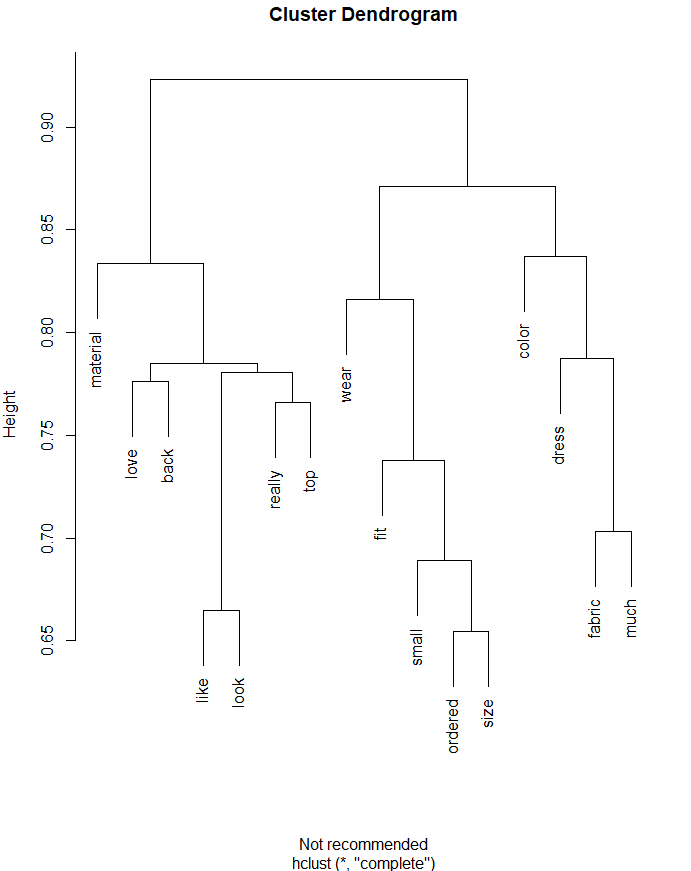 Cluster Dendrogram
Height
0.90
0.85
0.80
0.75
0.70
0.65
material
love
back
like
look
really
top
wear
fit
small
ordered
size
color
dress
fabric
much
Not recommended
hclust (*, "complete")